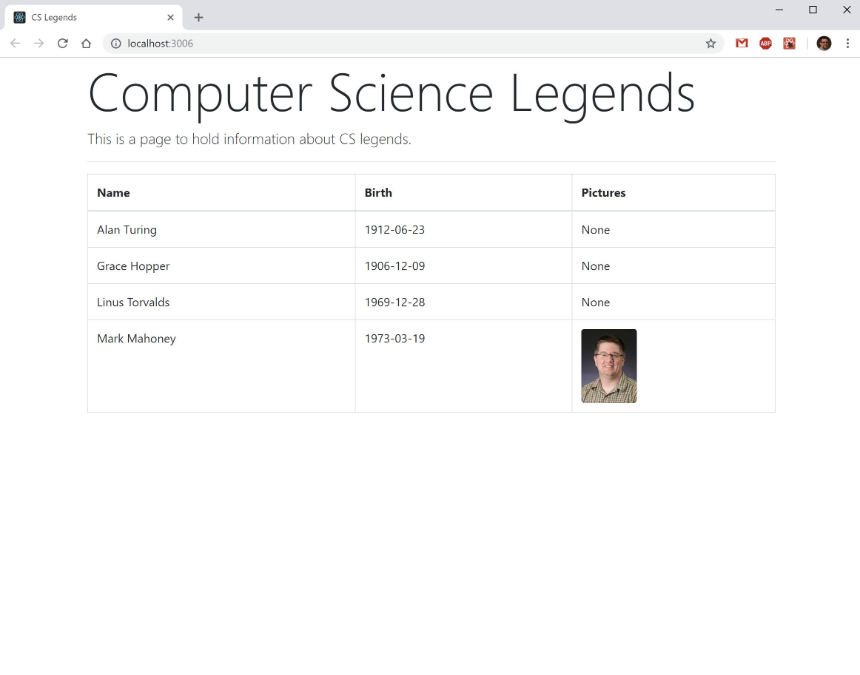 CS Legends
localhost:3006
ABP
Computer Science Legends
This is a page to hold information about CS legends.
Name Birth Pictures
Alan Turing 1912-06-23 None
Grace Hopper 1906-12-09 None
Linus Torvalds 1969-12-28 None
Mark Mahoney 1973-03-19